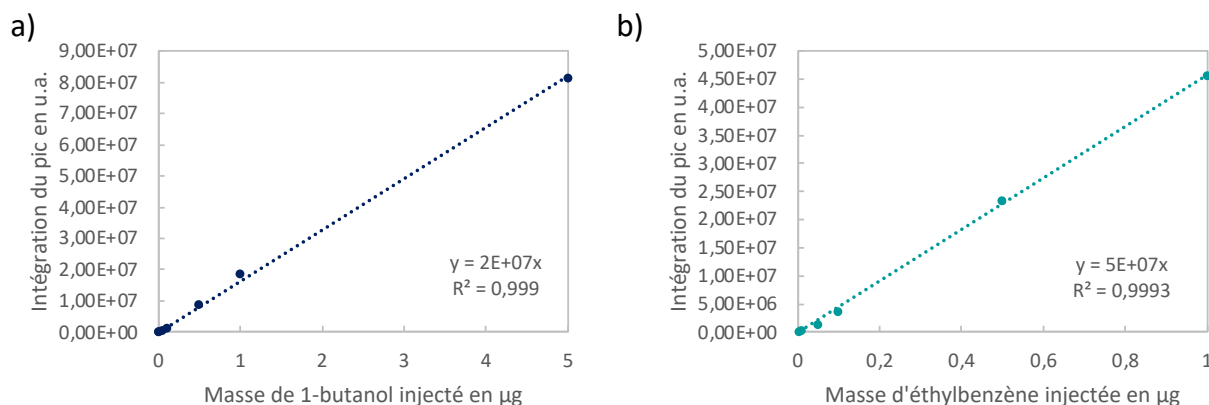 a)
Intégration du pic en u.a.
9,00E+07
8,00E+07
7,00E+07
6,00E+07
5,00E+07
4,00E+07
3,00E+07
2,00E+07
1,00E+07
0,00E+00
y = 2E+07x
R² = 0,999
0 1 2 3 4 5
Masse de 1-butanol injecté en µg
b)
Intégration du pic en u.a.
5,00E+07
4,50E+07
4,00E+07
3,50E+07
3,00E+07
2,50E+07
2,00E+07
1,50E+07
1,00E+07
5,00E+06
0,00E+00
y = 5E+07x
R² = 0,9993
0 0,2 0,4 0,6 0,8 1
Masse d'éthylbenzène injectée en µg